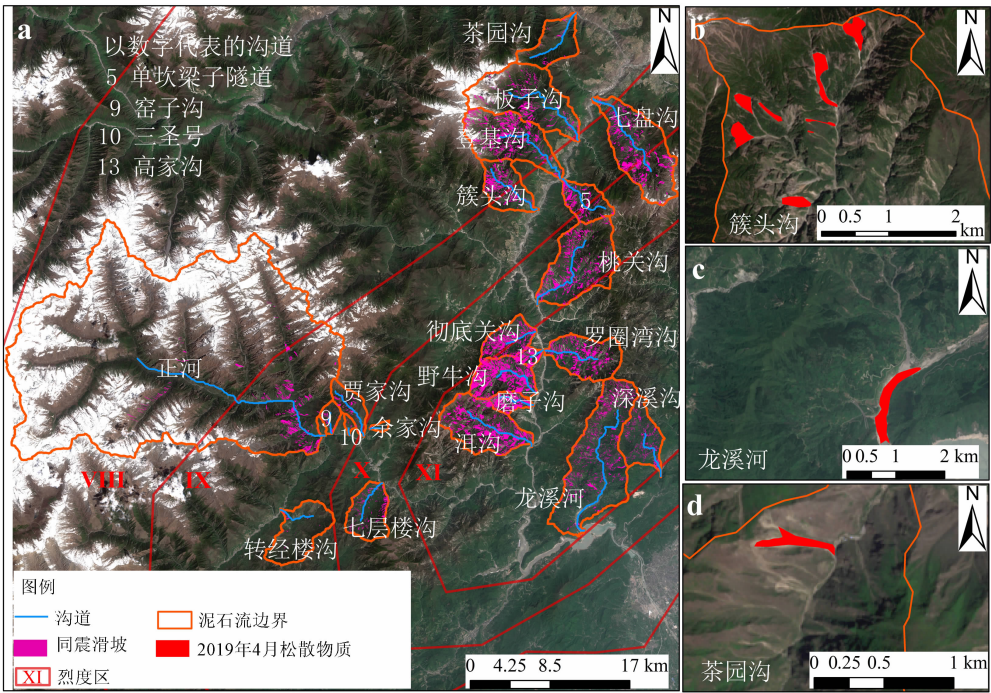 a
以数字代表的沟道
5 单坎梁子隧道
9 窑子沟
10 三圣号
13 高家沟
N
茶园沟
板子沟
七盘沟
登基沟
簇头沟
5
桃关沟
彻底关沟
罗圈湾沟
13
野牛沟
正河
贾家沟
磨子沟
深溪沟
9
10
余家沟
洱沟
VIII
IX
X
XI
龙溪河
七层楼沟
转经楼沟
图例
沟道
泥石流边界
同震滑坡
2019年4月松散物质
XI 烈度区
0 4.25 8.5 17 km
b
N
簇头沟
0 0.5 1 2
km
c
N
龙溪河
0 0.5 1 2 km
d
N
茶园沟
0 0.25 0.5 1 km